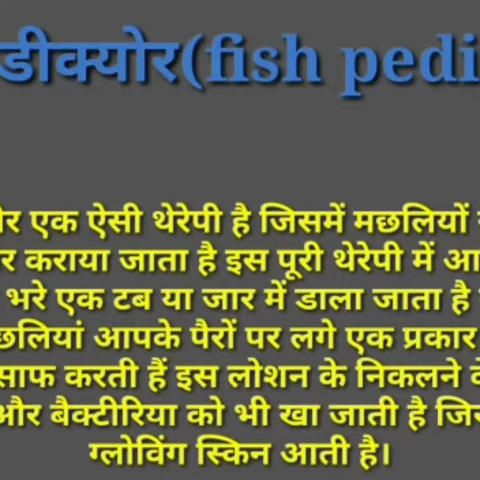 डीक्योर(fish pedi
एक ऐसी थेरेपी है जिसमें मछलियों
कराया जाता है इस पूरी थेरेपी में
भरे एक टब या जार में डाला जाता है
आपके पैरों पर लगे एक प्रकार
साफ करती हैं इस लोशन के निकलने
और बैक्टीरिया को भी खा जाती है
ग्लोविंग स्किन आती है।